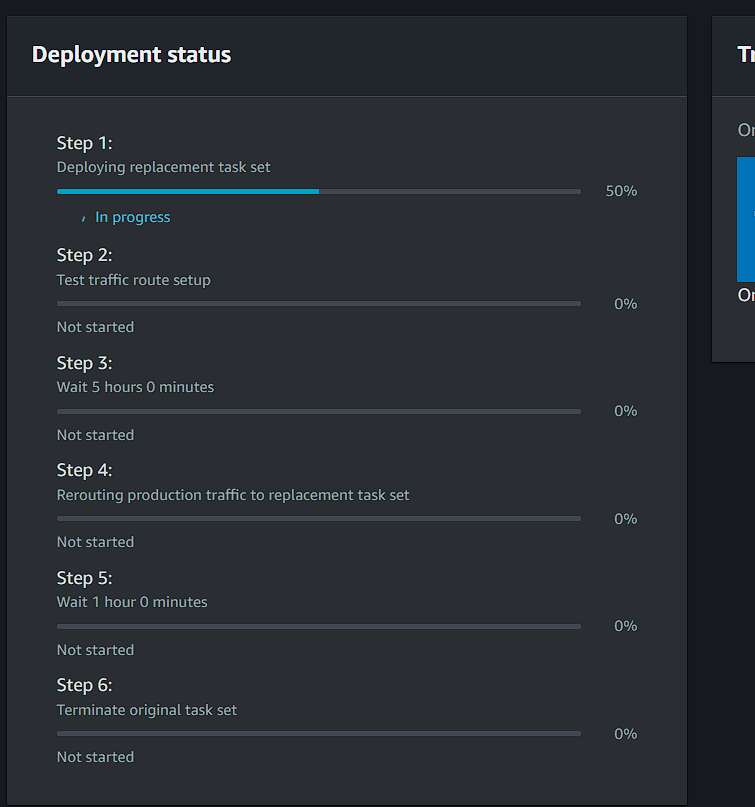 Deployment status
Step 1:
Deploying replacement task set
50%
In progress
Step 2:
Test traffic route setup
0%
Not started
Step 3:
Wait 5 hours 0 minutes
0%
Not started
Step 4:
Rerouting production traffic to replacement task set
0%
Not started
Step 5:
Wait 1 hour 0 minutes
0%
Not started
Step 6:
Terminate original task set
0%
Not started